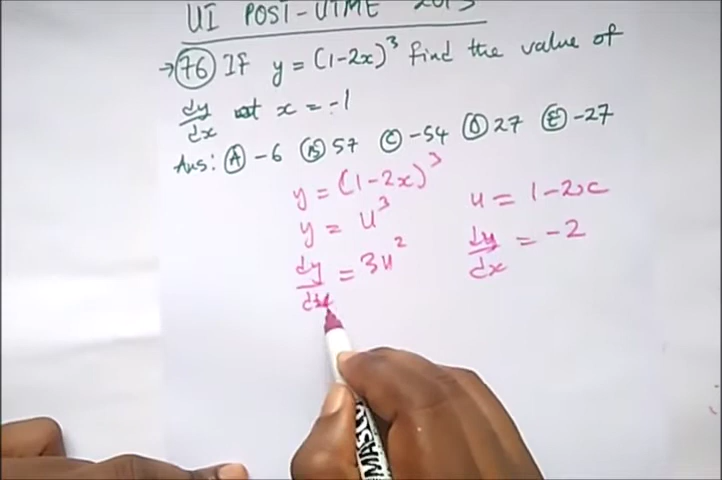 UI POST-UTME 2013
→ 76 If y = (1-2x)³ find the value of
dy/dx at x = -1
Ans: A -6 B 57 C -54 D 27 E -27
y = (1-2x)³
y = u³
u = 1-2x
dy/dx = -2
dy/ = 3u²
MASCO